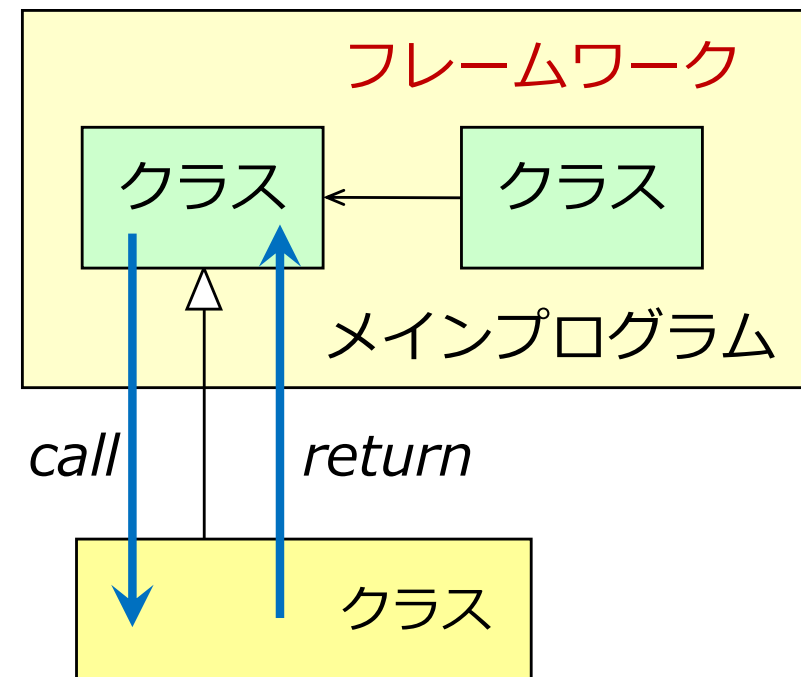 フレームワーク
クラス
クラス
メインプログラム
call
return
クラス